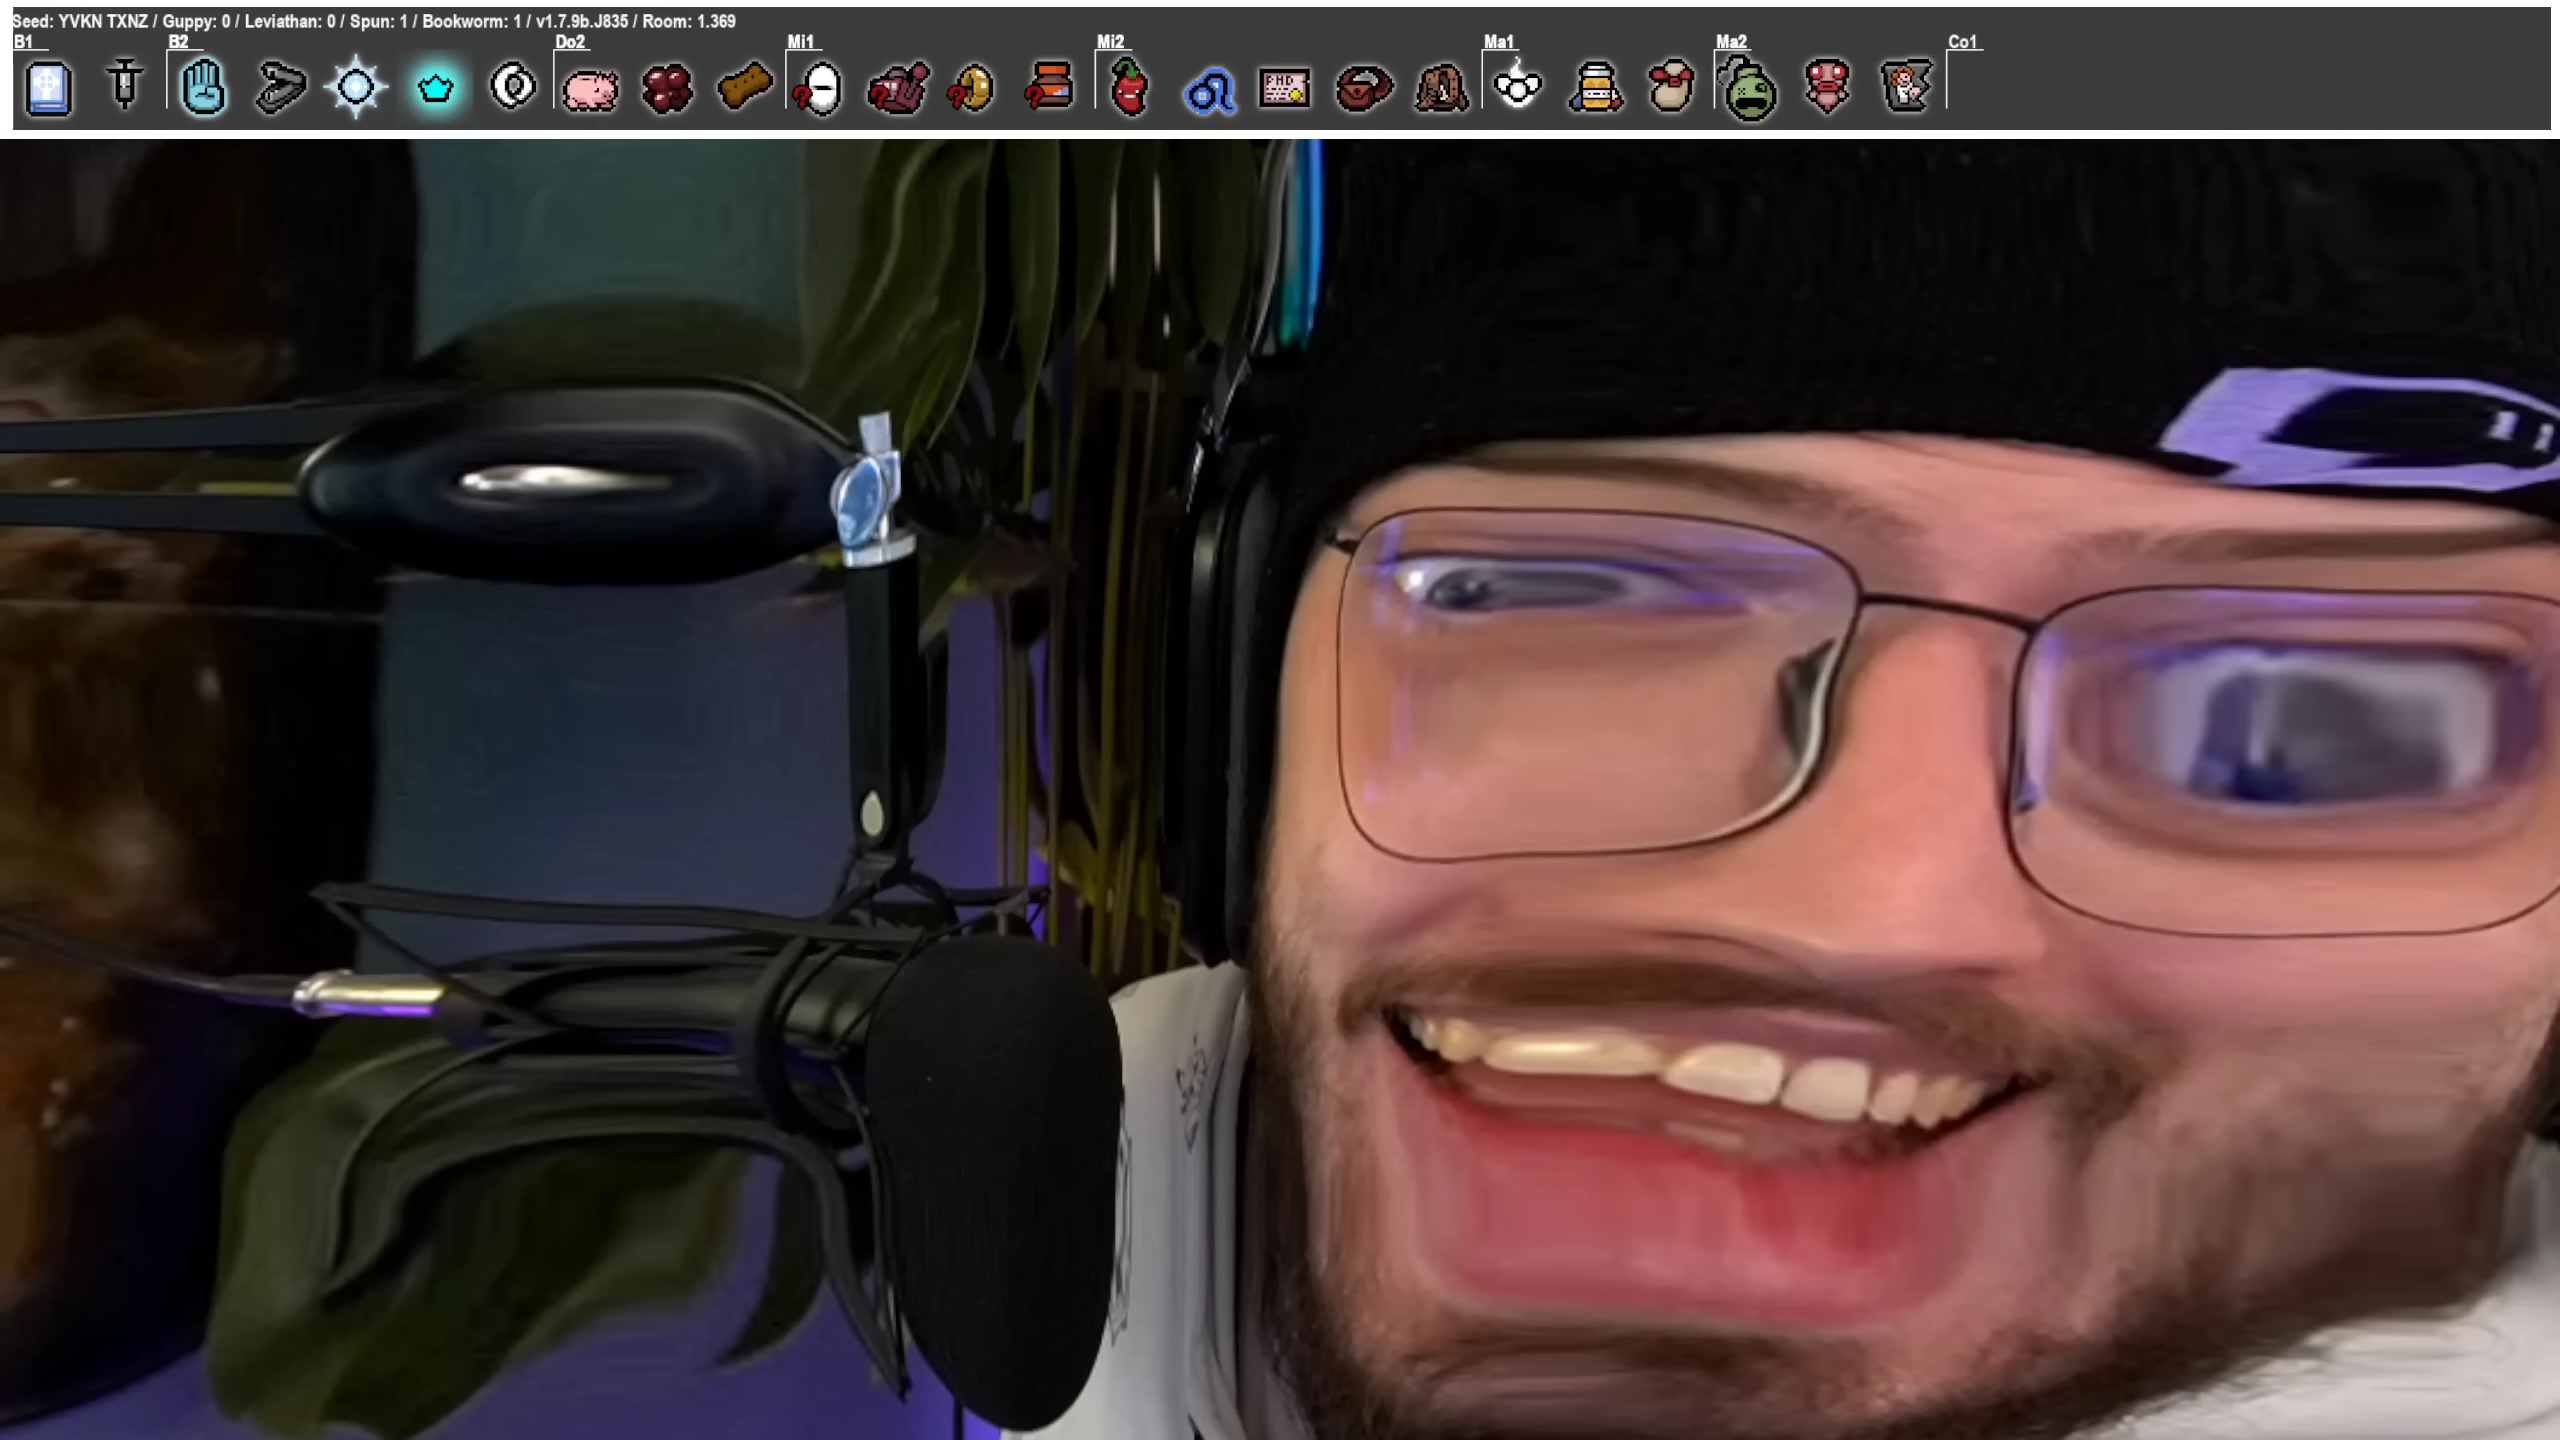 Seed: YVKN TXNZ / Guppy: 0 / Leviathan: 0 / Spun: 1 / Bookworm: 1 / v1.7.9b.J835 / Room: 1.369
B1 B2 Do2 Mi1 Mi2 Ma1 Ma2 Co1
PHD